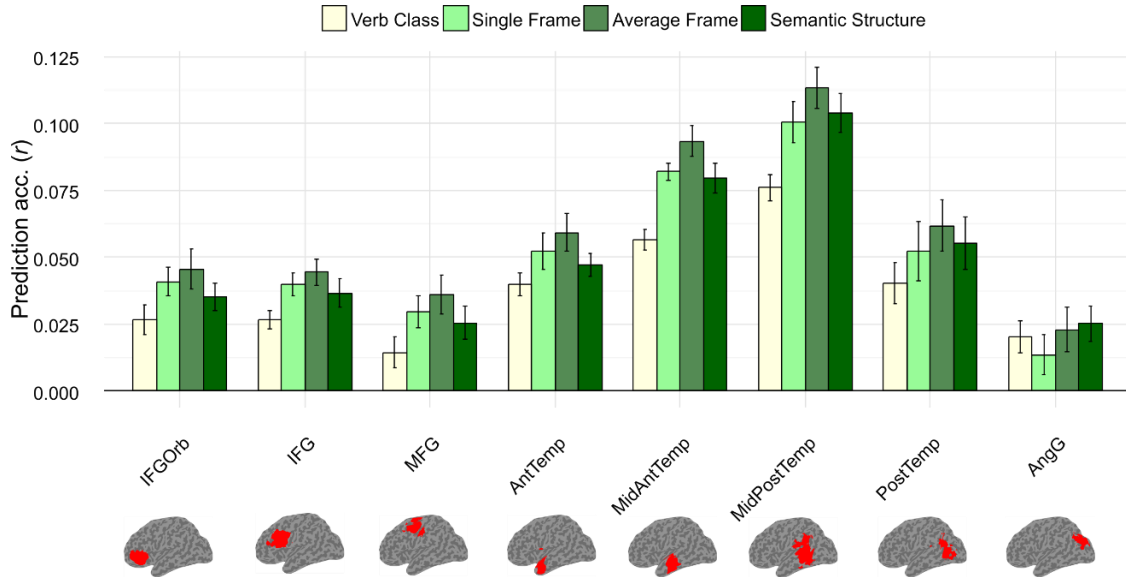 Verb Class Single Frame Average Frame Semantic Structure
Prediction acc. (r)
0.125
0.100
0.075
0.050
0.025
0.000
IFGOrb
IFG
MFG
AntTemp
MidAntTemp
MidPostTemp
PostTemp
AngG